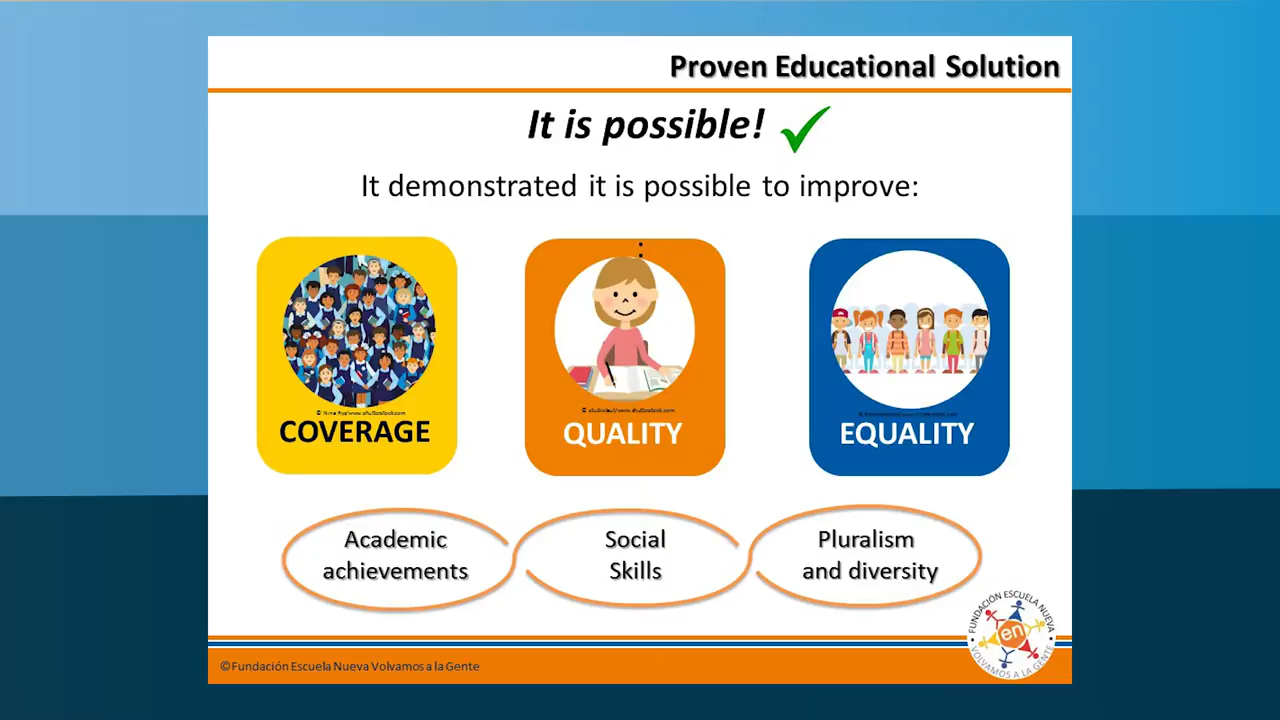 Proven Educational Solution
It is possible!
It demonstrated it is possible to improve:
COVERAGE
QUALITY
EQUALITY
Academic
achievements
Social
Skills
Pluralism
and diversity
FUNDACIÓN ESCUELA NUEVA
en
VOLVAMOS A LA GENTE
©Fundación Escuela Nueva Volvamos a la Gente